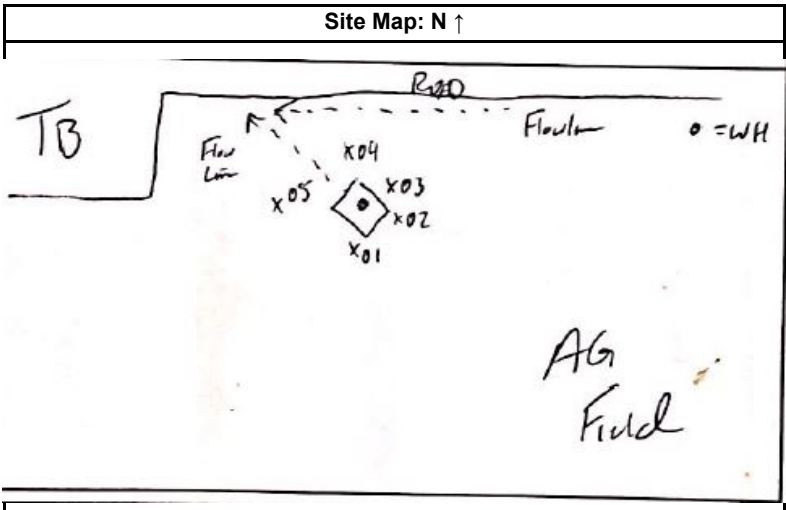 Site Map: N ↑
ROAD
TB
Flow
Line
Flowline
• = WH
x04
x05
x03
x02
x01
AG
Field